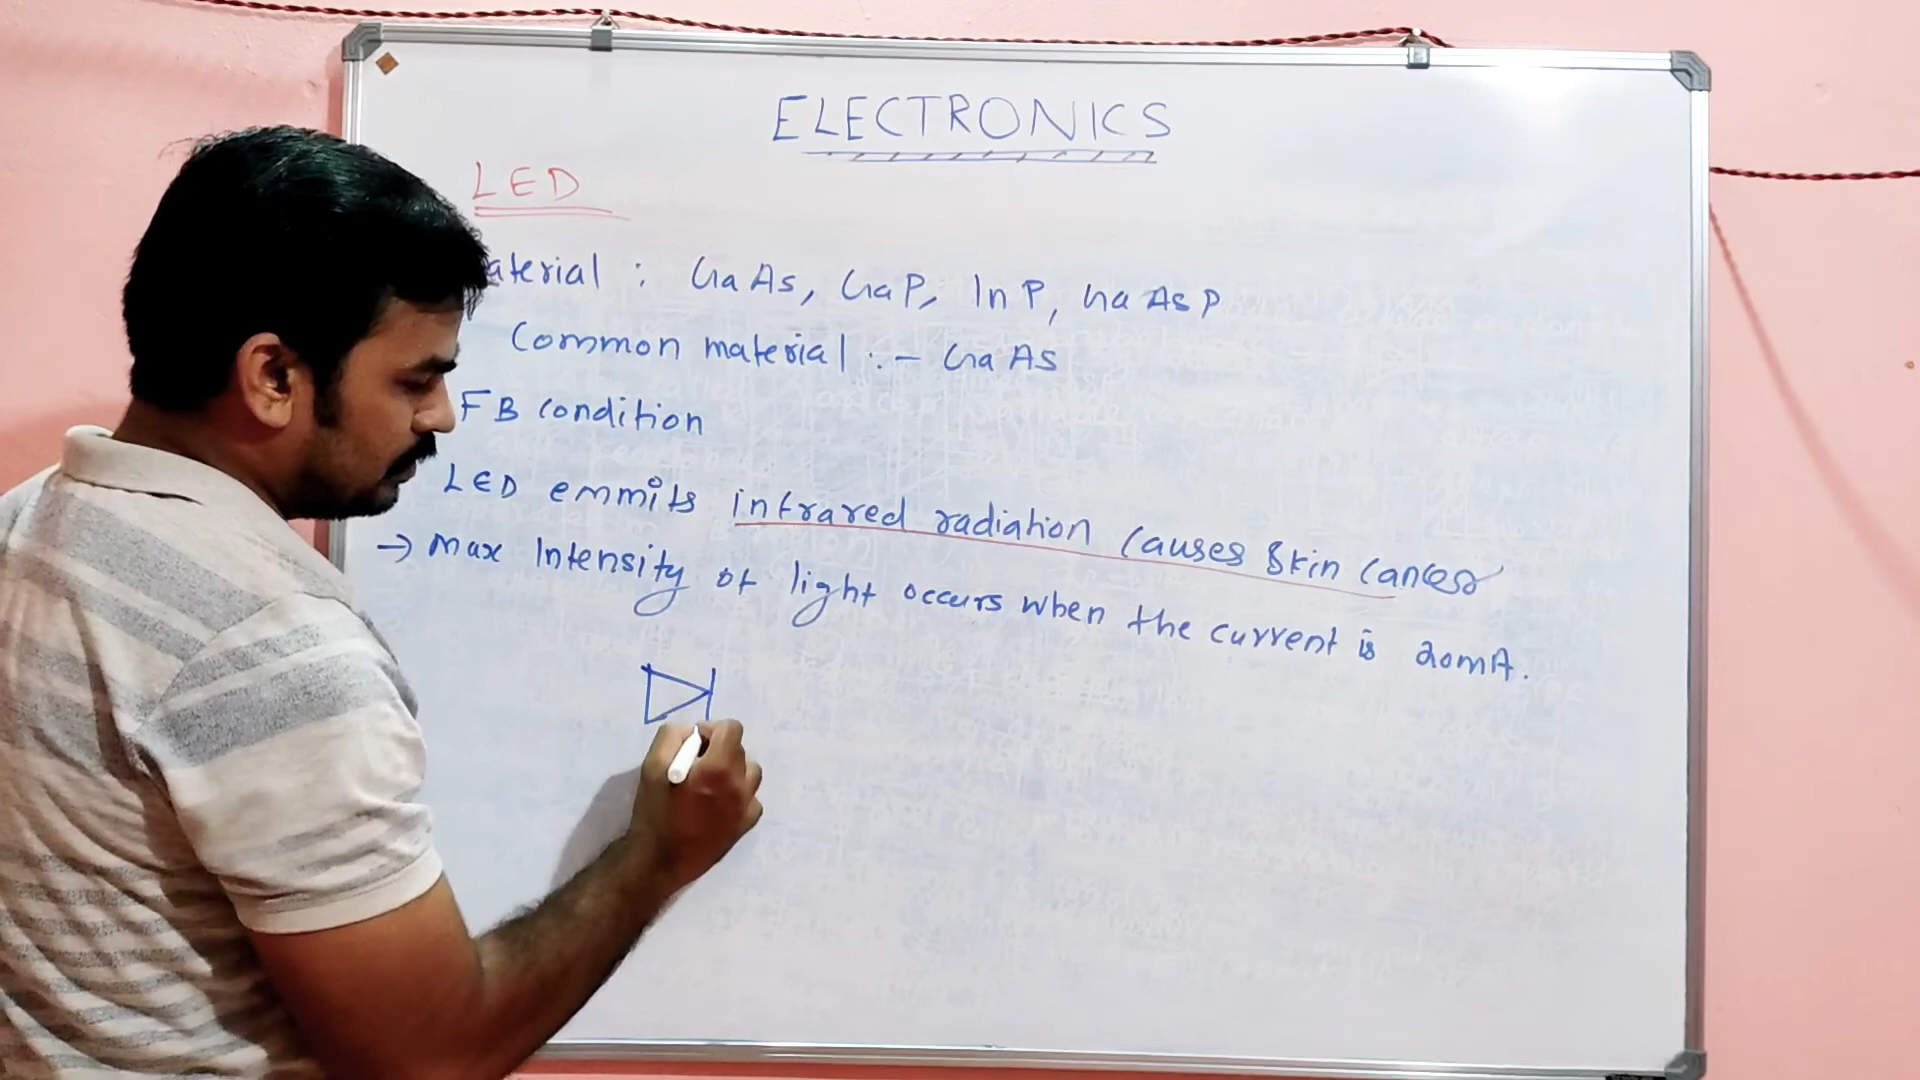 ELECTRONICS
LED
aterial : GaAs, GaP, InP, GaAsP
Common material :- GaAs
FB condition
LED emmits infrared radiation causes skin cancer
→ Max Intensity of light occurs when the current is 20mA.